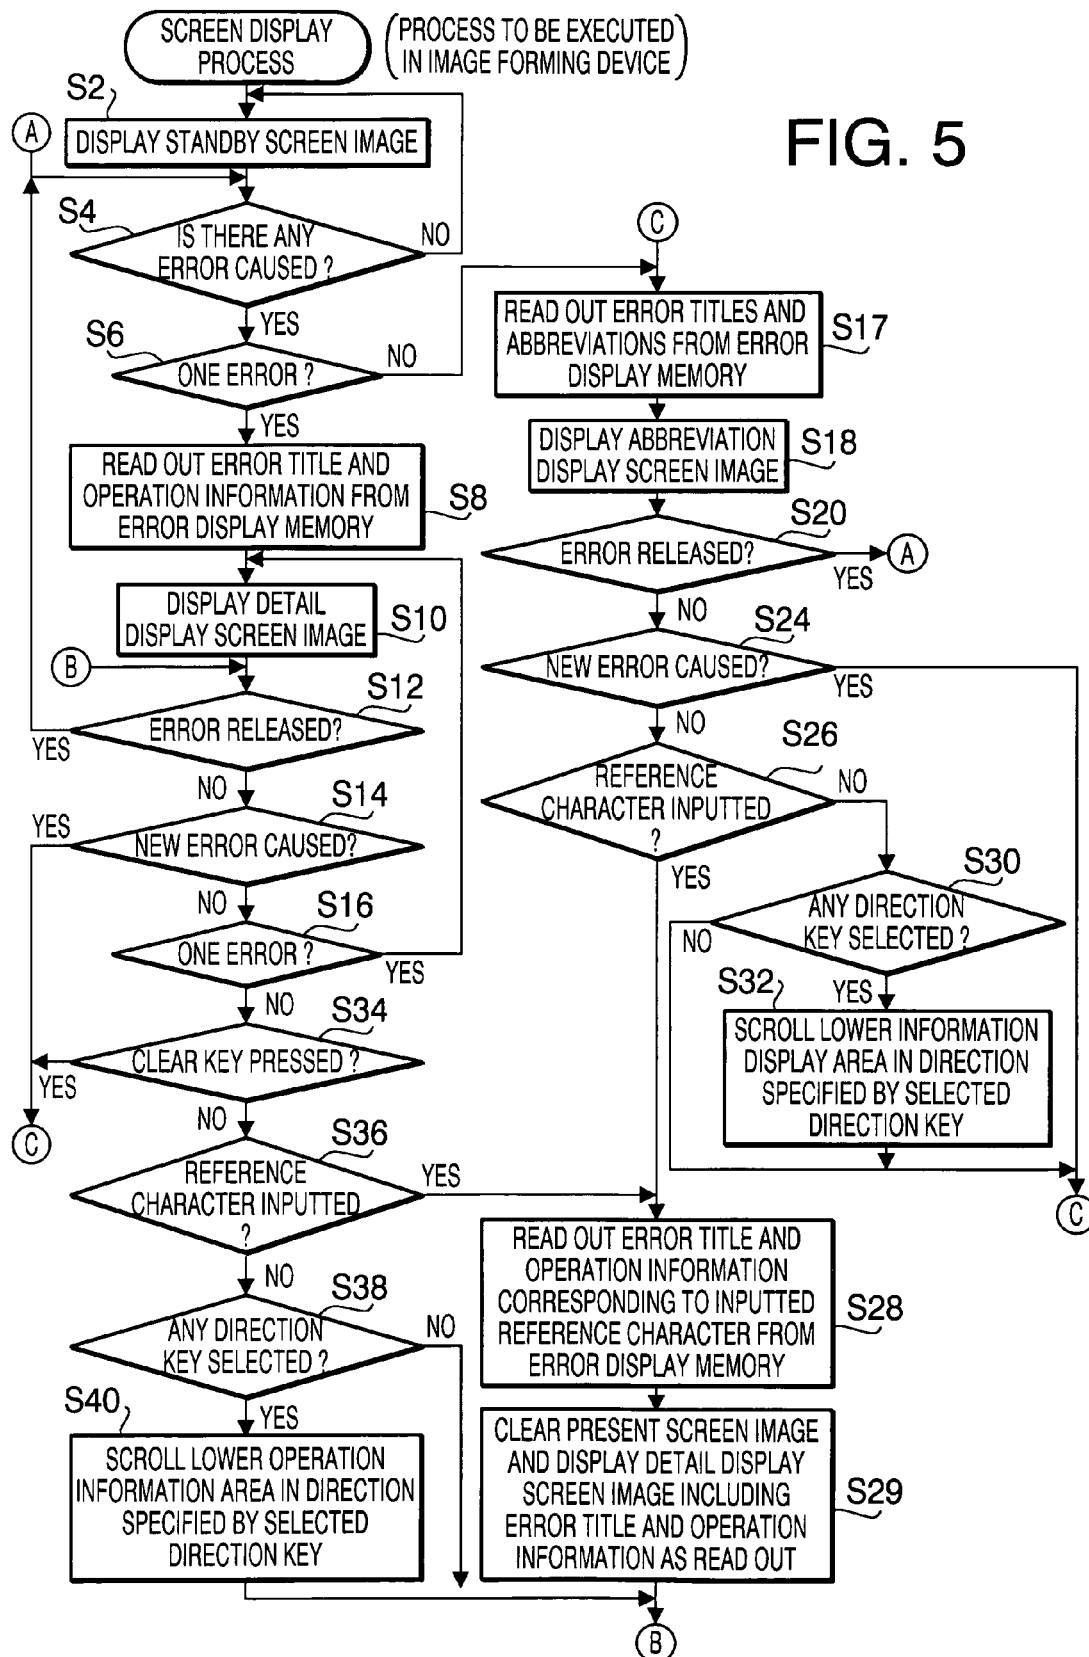 SCREEN DISPLAY
PROCESS
(PROCESS TO BE EXECUTED
IN IMAGE FORMING DEVICE)
FIG. 5
S2
A
DISPLAY STANDBY SCREEN IMAGE
S4
IS THERE ANY
ERROR CAUSED ?
NO
YES
S6
ONE ERROR ?
NO
YES
READ OUT ERROR TITLE AND
OPERATION INFORMATION FROM
ERROR DISPLAY MEMORY
S8
DISPLAY DETAIL
DISPLAY SCREEN IMAGE
S10
B
S12
ERROR RELEASED?
YES
NO
S14
YES
NEW ERROR CAUSED?
NO
S16
ONE ERROR ?
YES
NO
S34
CLEAR KEY PRESSED ?
YES
NO
C
S36
REFERENCE
CHARACTER INPUTTED
?
YES
NO
S38
ANY DIRECTION
KEY SELECTED ?
NO
YES
S40
SCROLL LOWER OPERATION
INFORMATION AREA IN DIRECTION
SPECIFIED BY SELECTED
DIRECTION KEY
C
READ OUT ERROR TITLES AND
ABBREVIATIONS FROM ERROR
DISPLAY MEMORY
S17
DISPLAY ABBREVIATION
DISPLAY SCREEN IMAGE
S18
S20
ERROR RELEASED?
YES
A
NO
S24
NEW ERROR CAUSED?
YES
NO
S26
REFERENCE
CHARACTER INPUTTED
?
NO
YES
S30
ANY DIRECTION
KEY SELECTED ?
NO
YES
S32
SCROLL LOWER INFORMATION
DISPLAY AREA IN DIRECTION
SPECIFIED BY SELECTED
DIRECTION KEY
C
READ OUT ERROR TITLE AND
OPERATION INFORMATION
CORRESPONDING TO INPUTTED
REFERENCE CHARACTER FROM
ERROR DISPLAY MEMORY
S28
CLEAR PRESENT SCREEN IMAGE
AND DISPLAY DETAIL DISPLAY
SCREEN IMAGE INCLUDING
ERROR TITLE AND OPERATION
INFORMATION AS READ OUT
S29
B